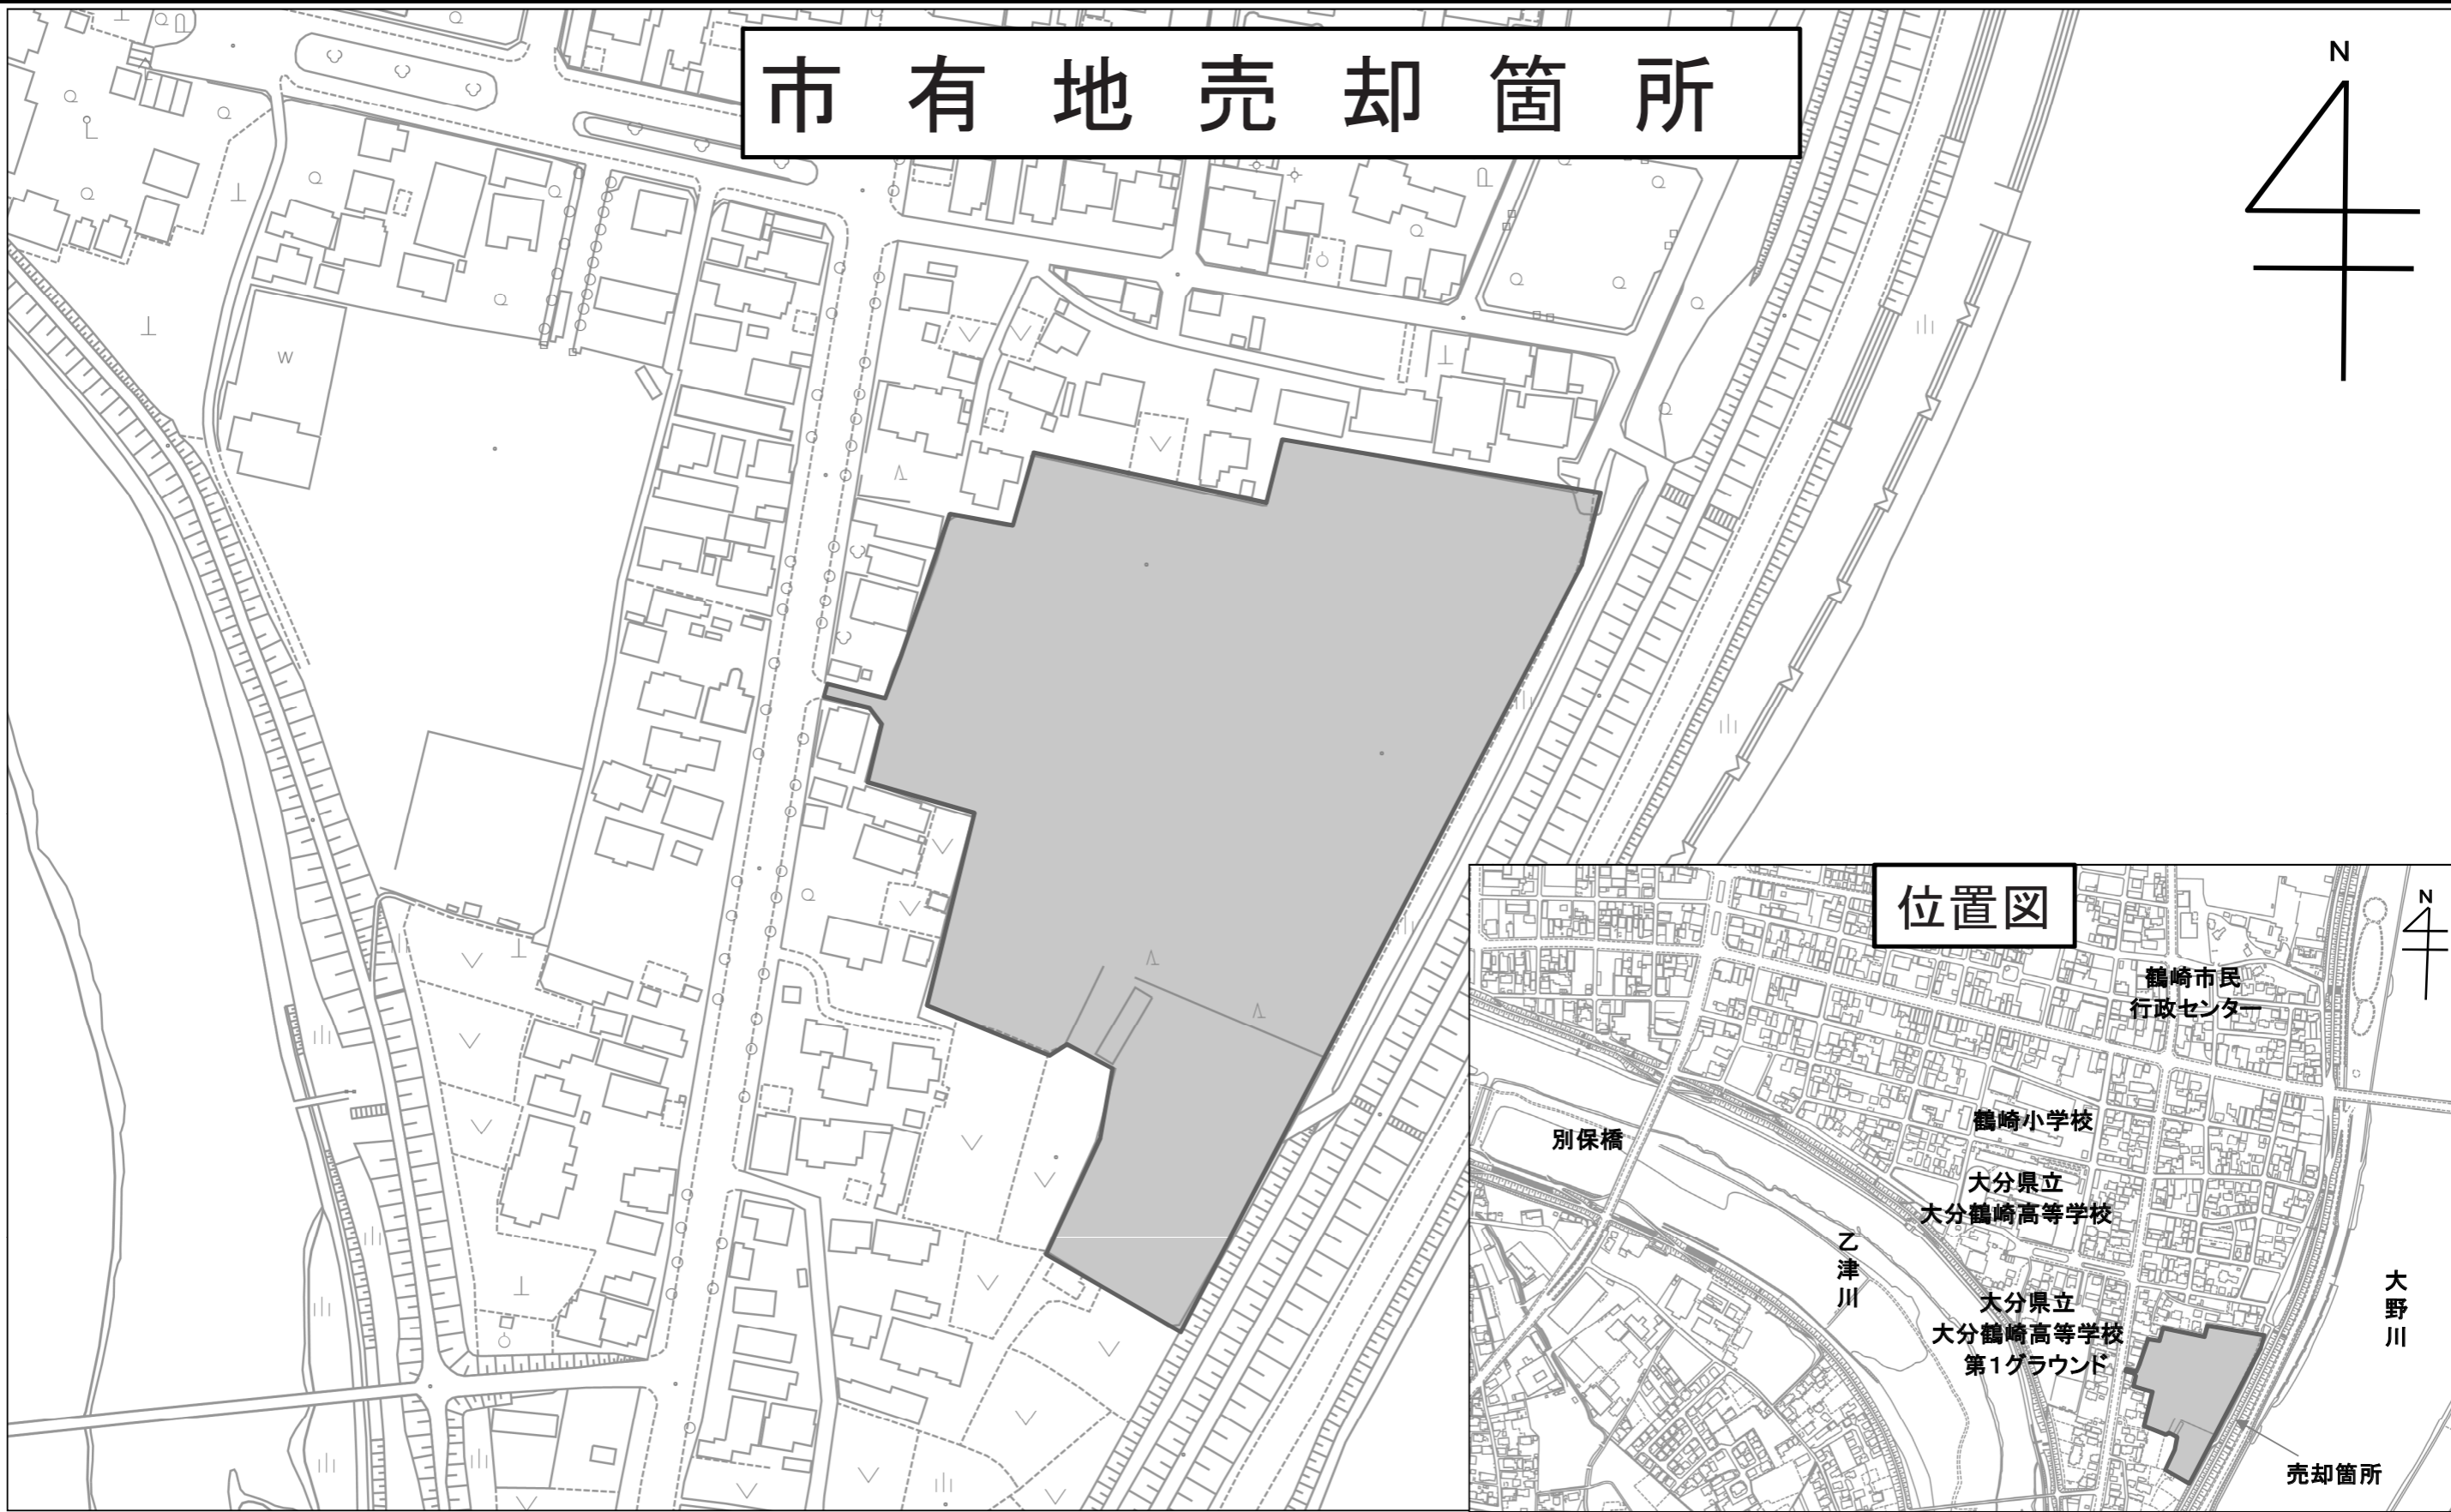 市有地売却箇所
N
W
位置図
N
鶴崎市民
行政センター
鶴崎小学校
別保橋
大分県立
大分鶴崎高等学校
乙津川
大分県立
大分鶴崎高等学校
第1グラウンド
大野川
売却箇所